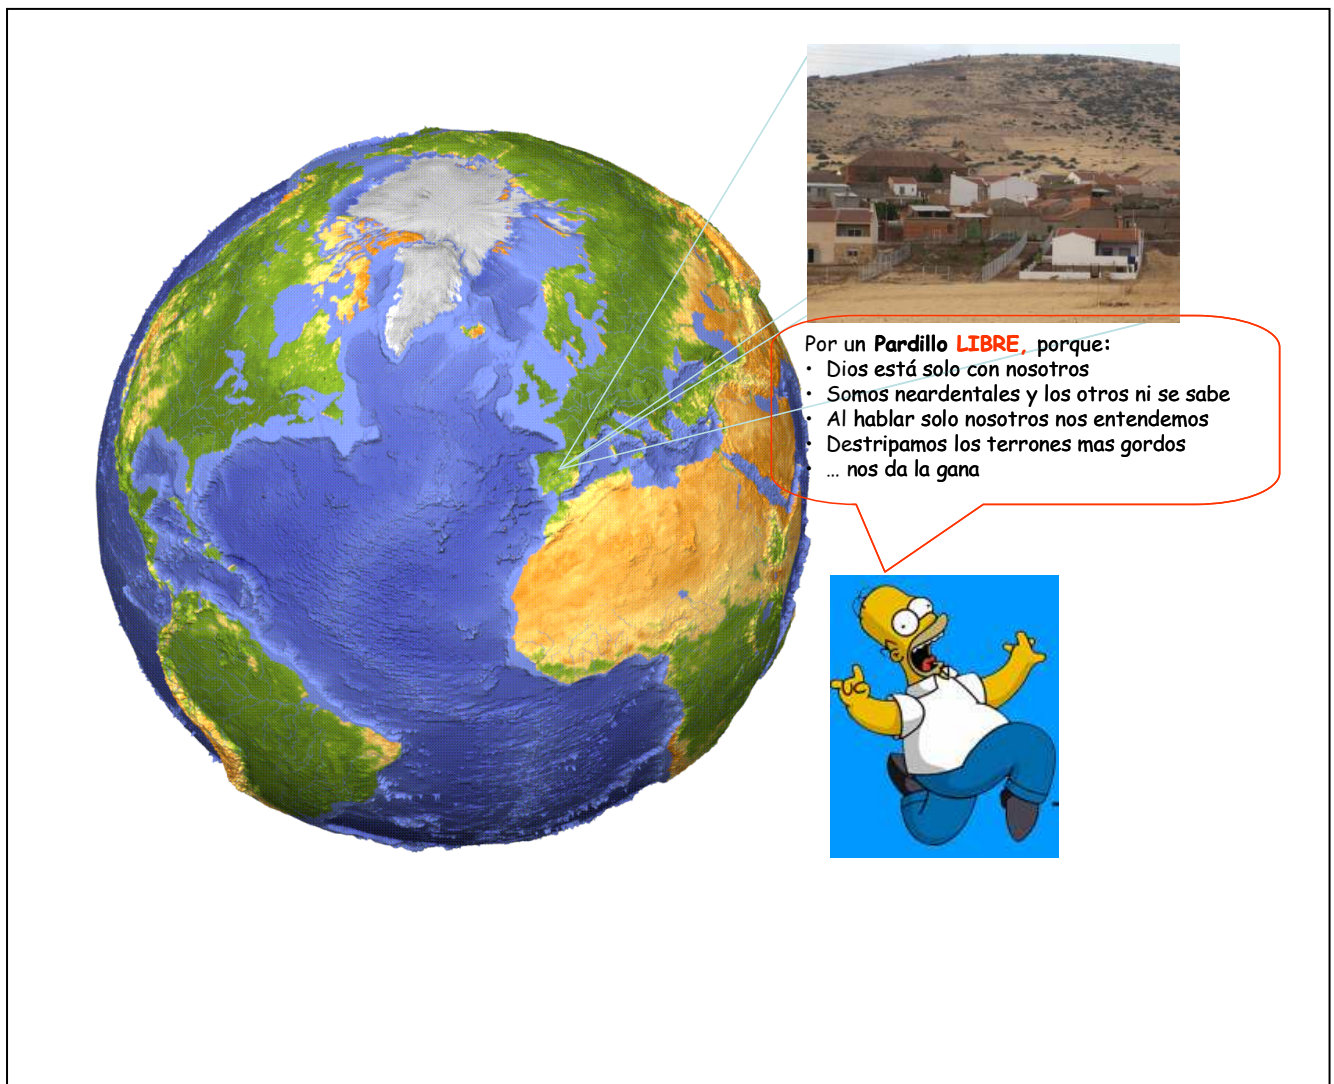 Por un Pardillo LIBRE, porque:
• Dios está solo con nosotros
• Somos neardentales y los otros ni se sabe
• Al hablar solo nosotros nos entendemos
• Destripamos los terrones mas gordos
• ... nos da la gana